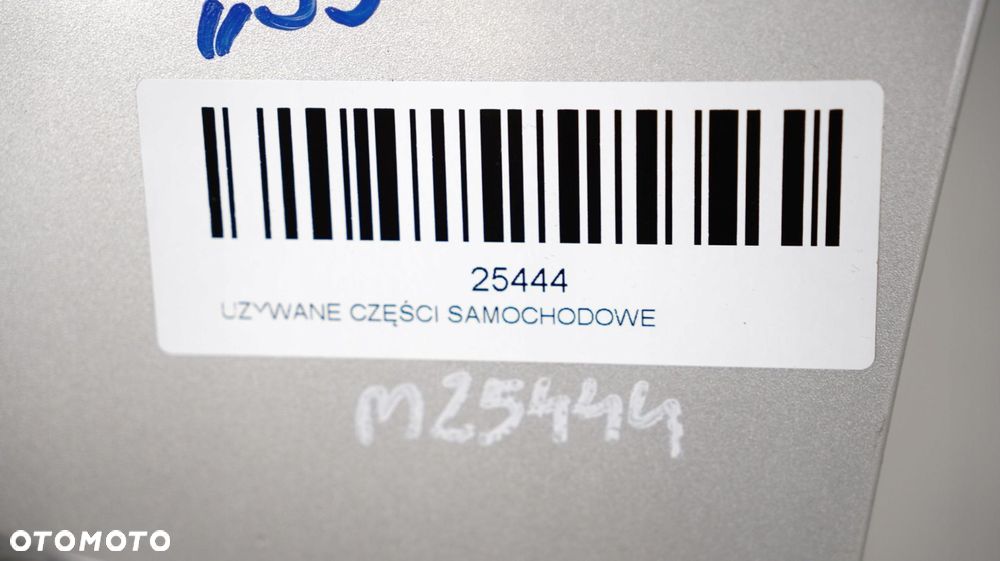 25444
UZYWANE CZĘŚCI SAMOCHODOWE
M25444
OTOMOTO